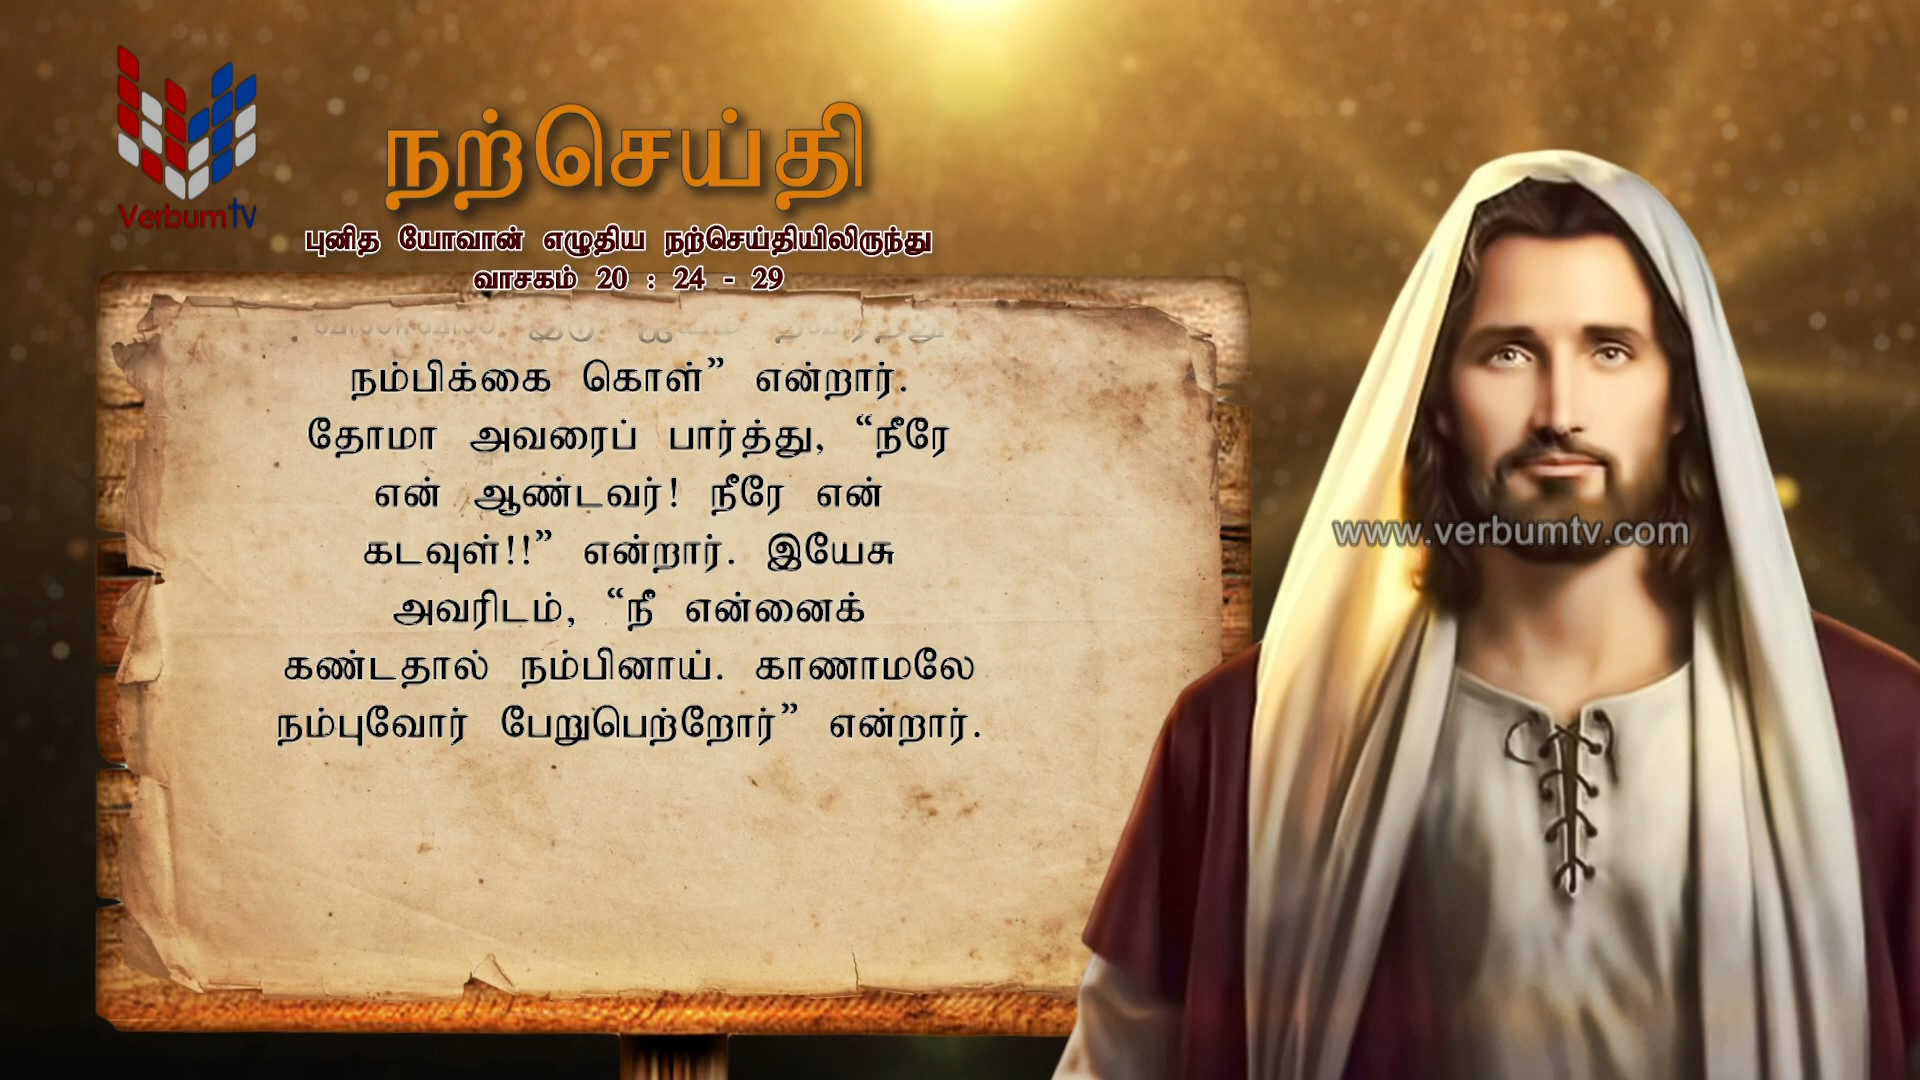 VerbumTV
நற்செய்தி
புனித யோவான் எழுதிய நற்செய்தியிலிருந்து
வாசகம் 20 : 24 - 29
நம்பிக்கை கொள்” என்றார்.
தோமா அவரைப் பார்த்து, “நீரே
என் ஆண்டவர்! நீரே என்
கடவுள்!!” என்றார். இயேசு
அவரிடம், “நீ என்னைக்
கண்டதால் நம்பினாய். காணாமலே
நம்புவோர் பேறுபெற்றோர்” என்றார்.
www.verbumtv.com